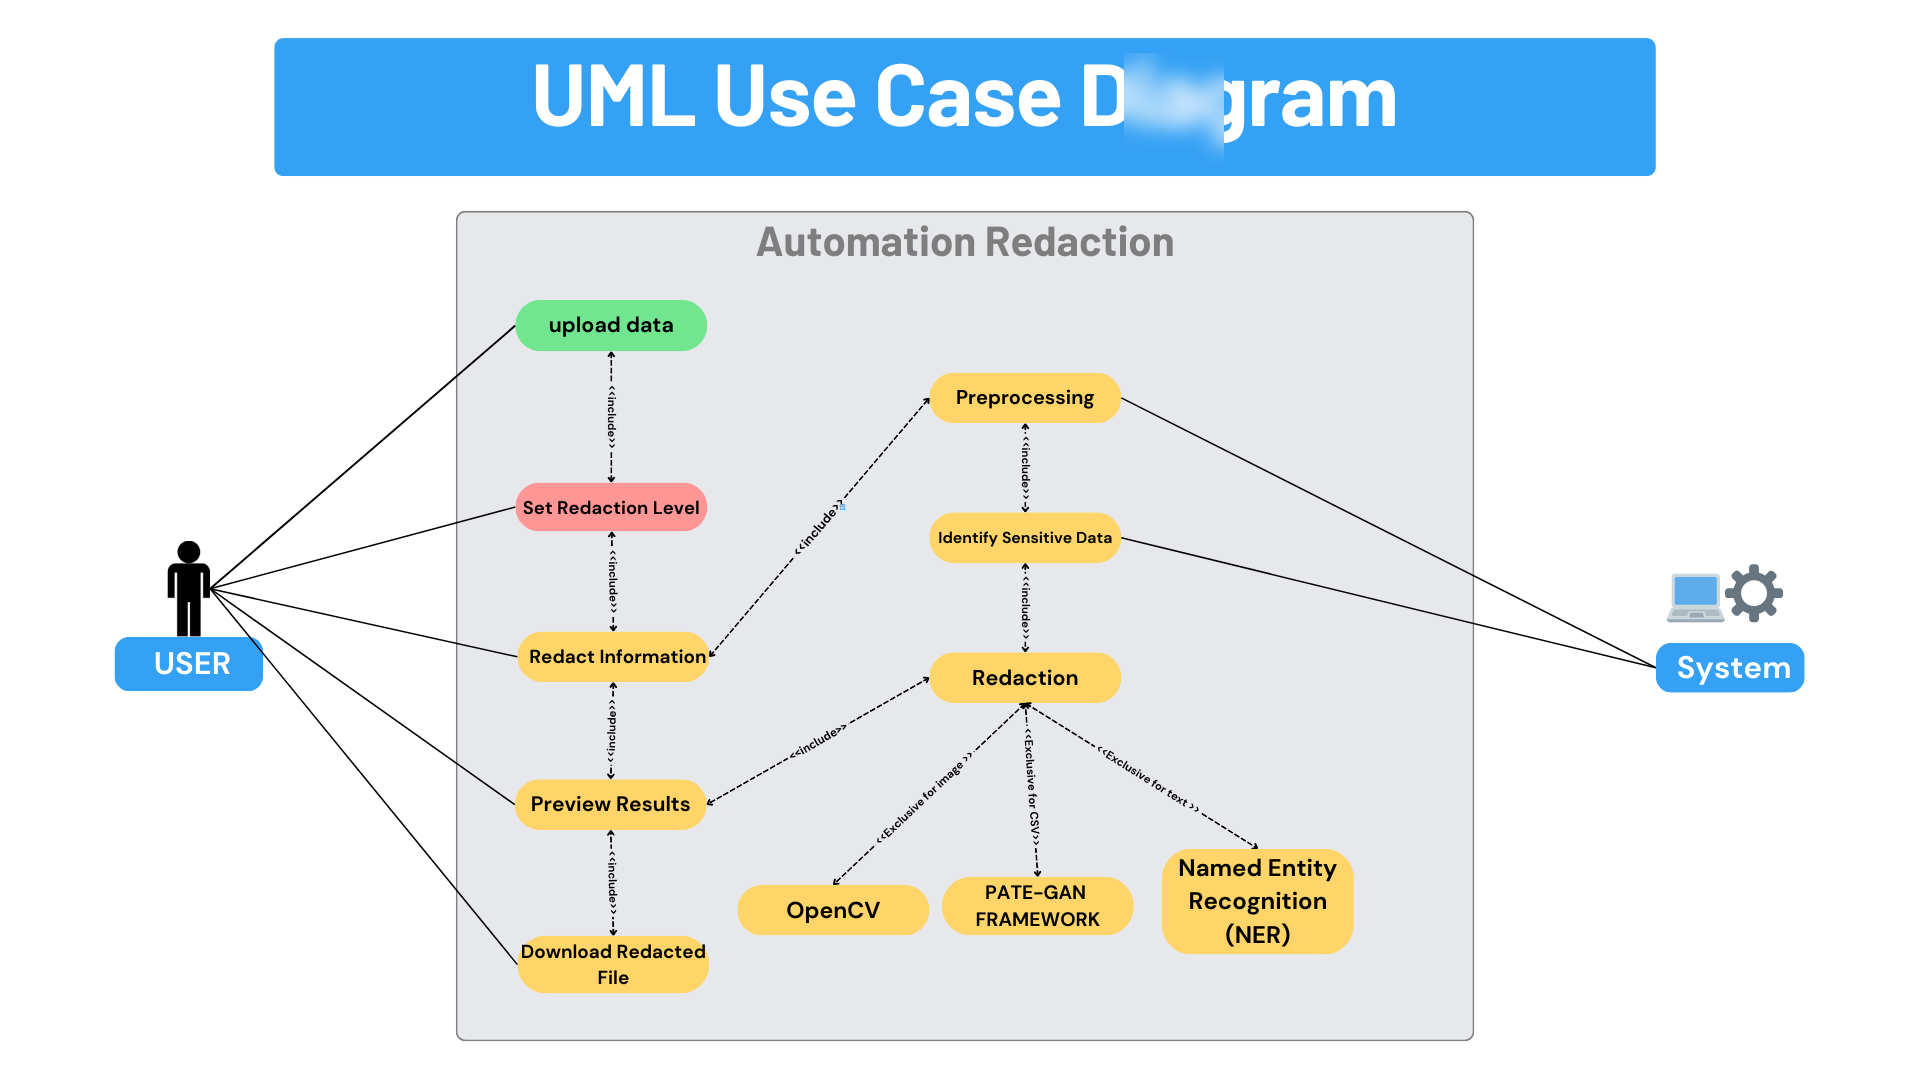 UML Use Case
Automation Redaction
upload data
<<include>>
Set Redaction Level
<<include>>
Redact Information
<<include>>
Preview Results
<<include>>
Download Redacted
File
<<include>>
<<include>>
Preprocessing
<<include>>
Identify Sensitive Data
<<include>>
Redaction
<<Exclusive for image >>
<<Exclusive for CSV>>
<<Exclusive for text >>
OpenCV
PATE-GAN
FRAMEWORK
Named Entity
Recognition
(NER)
USER
System